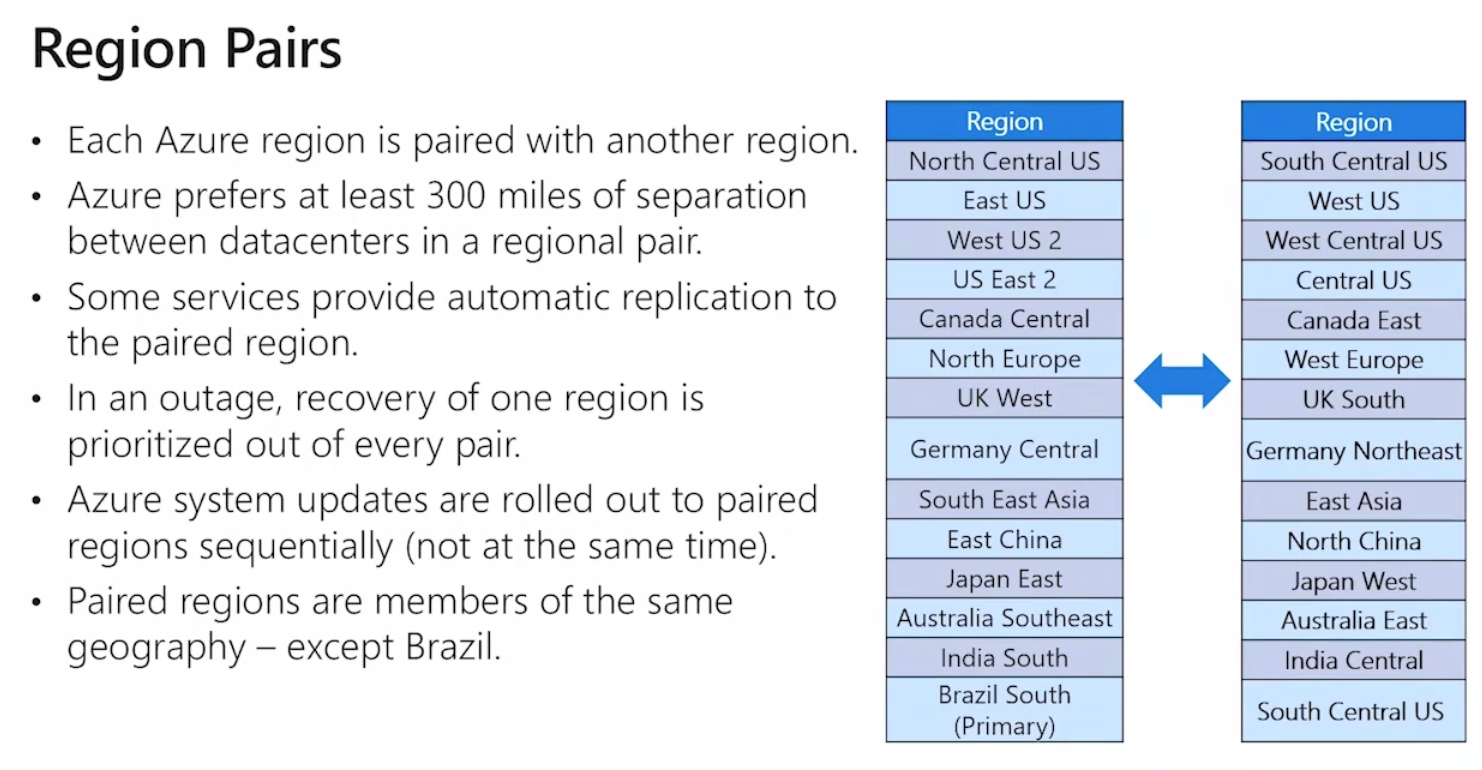 Region Pairs
• Each Azure region is paired with another region.
• Azure prefers at least 300 miles of separation
between datacenters in a regional pair.
• Some services provide automatic replication to
the paired region.
• In an outage, recovery of one region is
prioritized out of every pair.
• Azure system updates are rolled out to paired
regions sequentially (not at the same time).
• Paired regions are members of the same
geography – except Brazil.
Region
North Central US
East US
West US 2
US East 2
Canada Central
North Europe
UK West
Germany Central
South East Asia
East China
Japan East
Australia Southeast
India South
Brazil South
(Primary)
Region
South Central US
West US
West Central US
Central US
Canada East
West Europe
UK South
Germany Northeast
East Asia
North China
Japan West
Australia East
India Central
South Central US